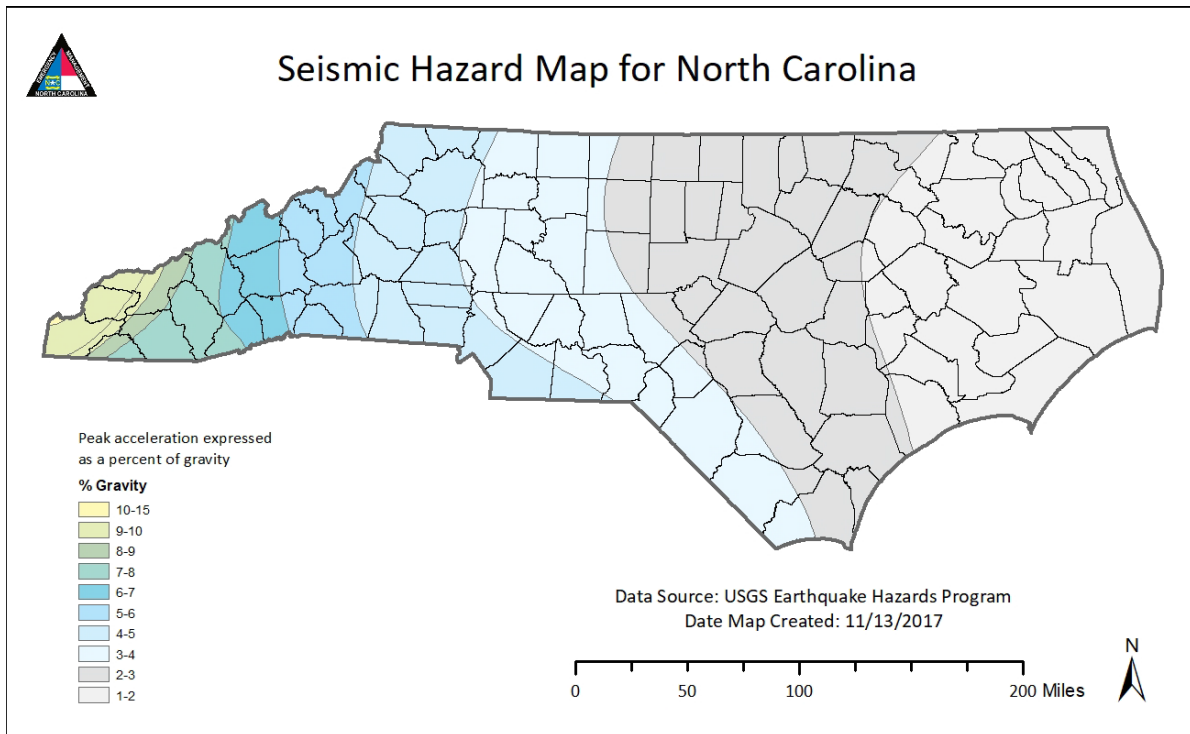 Seismic Hazard Map for North Carolina
EMERGENCY
MANAGEMENT
NORTH CAROLINA
Peak acceleration expressed
as a percent of gravity
% Gravity
10-15
9-10
8-9
7-8
6-7
5-6
4-5
3-4
2-3
1-2
Data Source: USGS Earthquake Hazards Program
Date Map Created: 11/13/2017
N
0 50 100 200 Miles